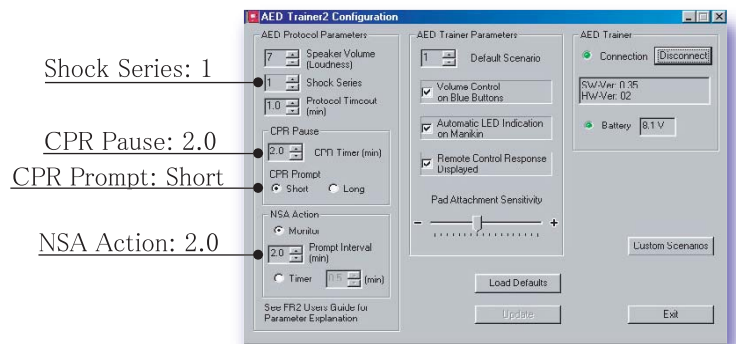 AED Trainer2 Configuration
Shock Series: 1
CPR Pause: 2.0
CPR Prompt: Short
NSA Action: 2.0
AED Protocol Parameters
7 Speaker Volume
(Loudness)
1 Shock Series
1.0 Protocol Timeout
(min)
CPR Pause
2.0 CPR Timer (min)
CPR Prompt
Short Long
NSA Action
Monitor
2.0 Prompt Interval
(min)
Timer 0.5 (min)
See FR2 Users Guide for
Parameter Explanation
AED Trainer Parameters
1 Default Scenario
Volume Control
on Blue Buttons
Automatic LED Indication
on Manikin
Remote Control Response
Displayed
Pad Attachment Sensitivity
- +
Load Defaults
Update
AED Trainer
Connection Disconnect
SW-Ver: 0.35
HW-Ver: 02
Battery 8.1 V
Custom Scenarios
Exit